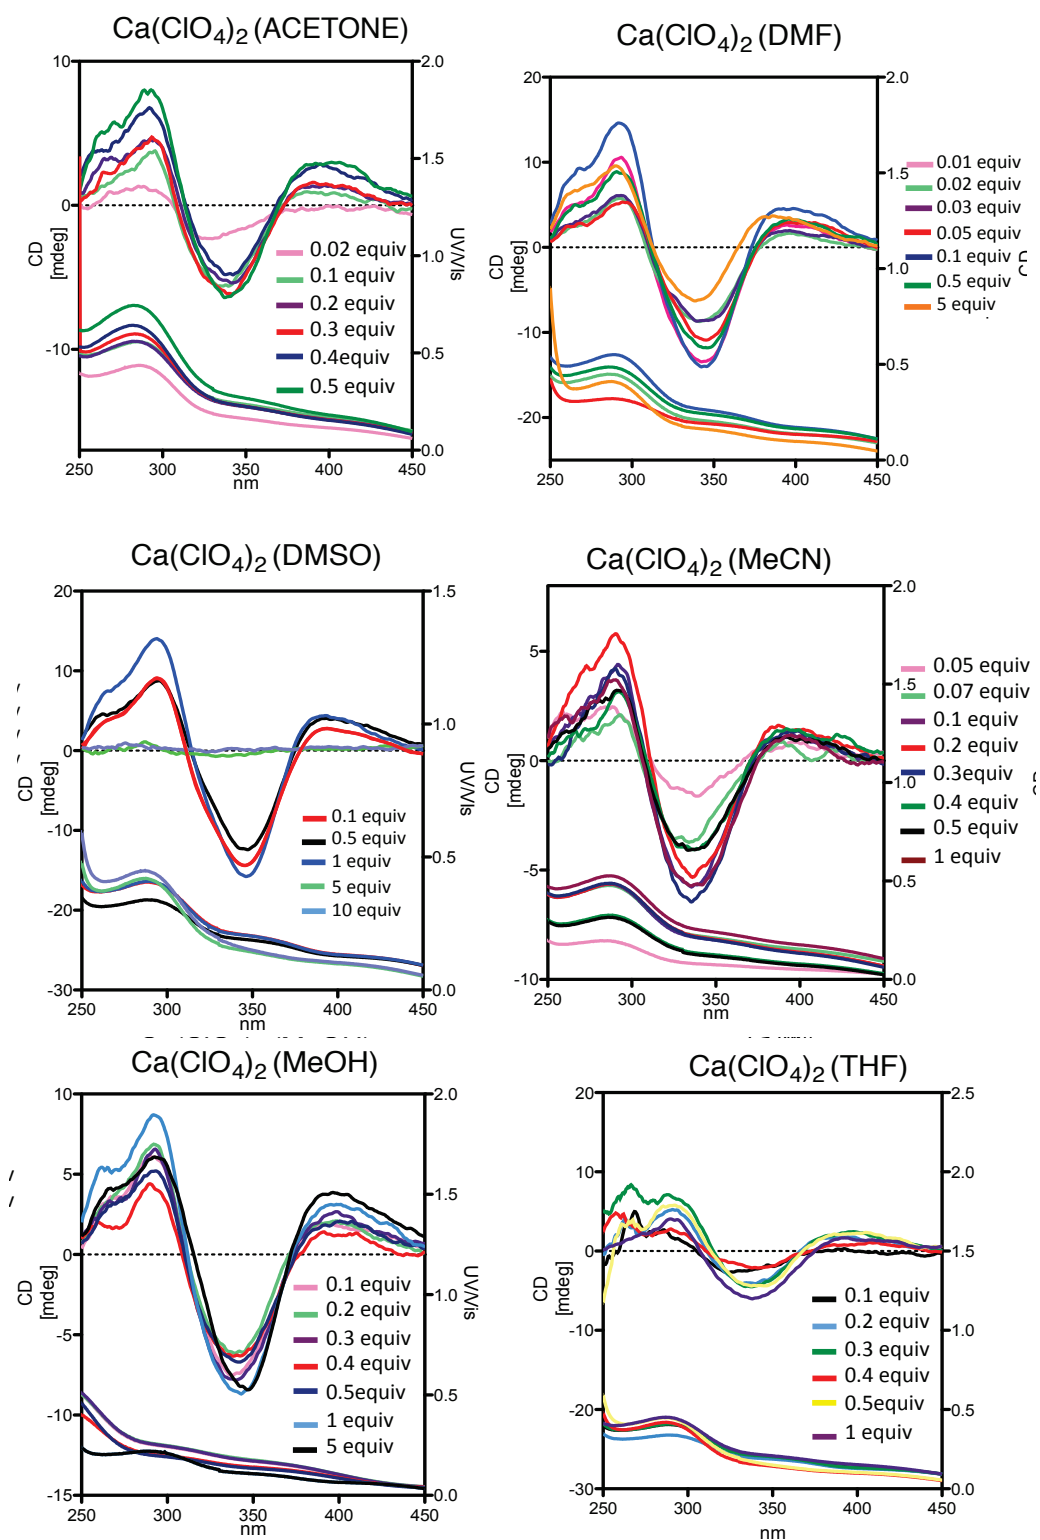 Ca(ClO4)2 (ACETONE)
10
0
-10
CD
[mdeg]
2.0
1.5
1.0
0.5
0.0
UV/Vis
250 300 350 400 450
nm
0.02 equiv
0.1 equiv
0.2 equiv
0.3 equiv
0.4equiv
0.5 equiv
Ca(ClO4)2 (DMF)
20
10
0
-10
-20
CD
[mdeg]
2.0
1.5
1.0
0.5
0.0
250 300 350 400 450
0.01 equiv
0.02 equiv
0.03 equiv
0.05 equiv
0.1 equiv
0.5 equiv
5 equiv
Ca(ClO4)2 (DMSO)
20
10
0
-10
-20
-30
CD
[mdeg]
1.5
1.0
0.5
0.0
UV/Vis
250 300 350 400 450
nm
0.1 equiv
0.5 equiv
1 equiv
5 equiv
10 equiv
Ca(ClO4)2 (MeCN)
5
0
-5
-10
CD
[mdeg]
2.0
1.5
1.0
0.5
0.0
250 300 350 400 450
nm
0.05 equiv
0.07 equiv
0.1 equiv
0.2 equiv
0.3equiv
0.4 equiv
0.5 equiv
1 equiv
Ca(ClO4)2 (MeOH)
10
5
0
-5
-10
-15
CD
[mdeg]
2.0
1.5
1.0
0.5
0.0
UV/Vis
250 300 350 400 450
nm
0.1 equiv
0.2 equiv
0.3 equiv
0.4 equiv
0.5equiv
1 equiv
5 equiv
Ca(ClO4)2 (THF)
20
10
0
-10
-20
-30
CD
[mdeg]
2.5
2.0
1.5
1.0
0.5
0.0
250 300 350 400 450
nm
0.1 equiv
0.2 equiv
0.3 equiv
0.4 equiv
0.5equiv
1 equiv